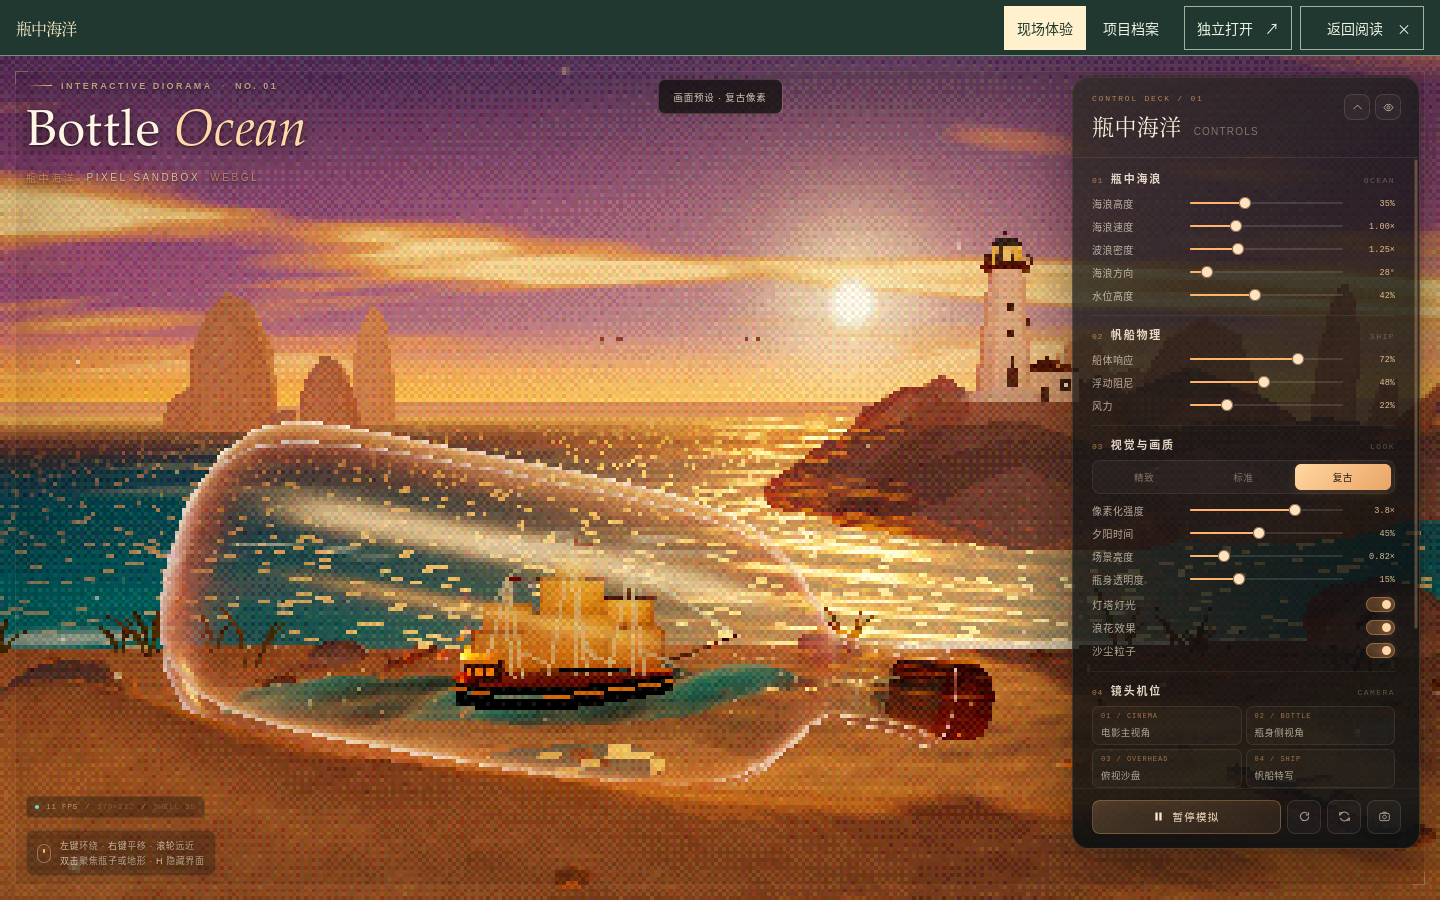 瓶中海洋
现场体验
项目档案
独立打开 ↗
返回阅读 ×
INTERACTIVE DIORAMA NO. 01
Bottle Ocean
瓶中海洋 PIXEL SANDBOX WEBGL
画面预设 · 复古像素
CONTROL DECK / 01
瓶中海洋 CONTROLS
01 瓶中海浪 OCEAN
海浪高度 35%
海浪速度 1.00×
波浪密度 1.25×
海浪方向 28°
水位高度 42%
02 帆船物理 SHIP
船体响应 72%
浮动阻尼 48%
风力 22%
03 视觉与画质 LOOK
精致 标准 复古
像素化强度 3.8×
夕阳时间 45%
场景亮度 0.82×
瓶身透明度 15%
灯塔灯光
浪花效果
沙尘粒子
04 镜头机位 CAMERA
01 / CINEMA
电影主视角
02 / BOTTLE
瓶身侧视角
03 / OVERHEAD
俯视沙盘
04 / SHIP
帆船特写
暂停模拟
11 FPS /
左键环绕 · 右键平移 · 滚轮远近
双击聚焦瓶子或地形 · H 隐藏界面